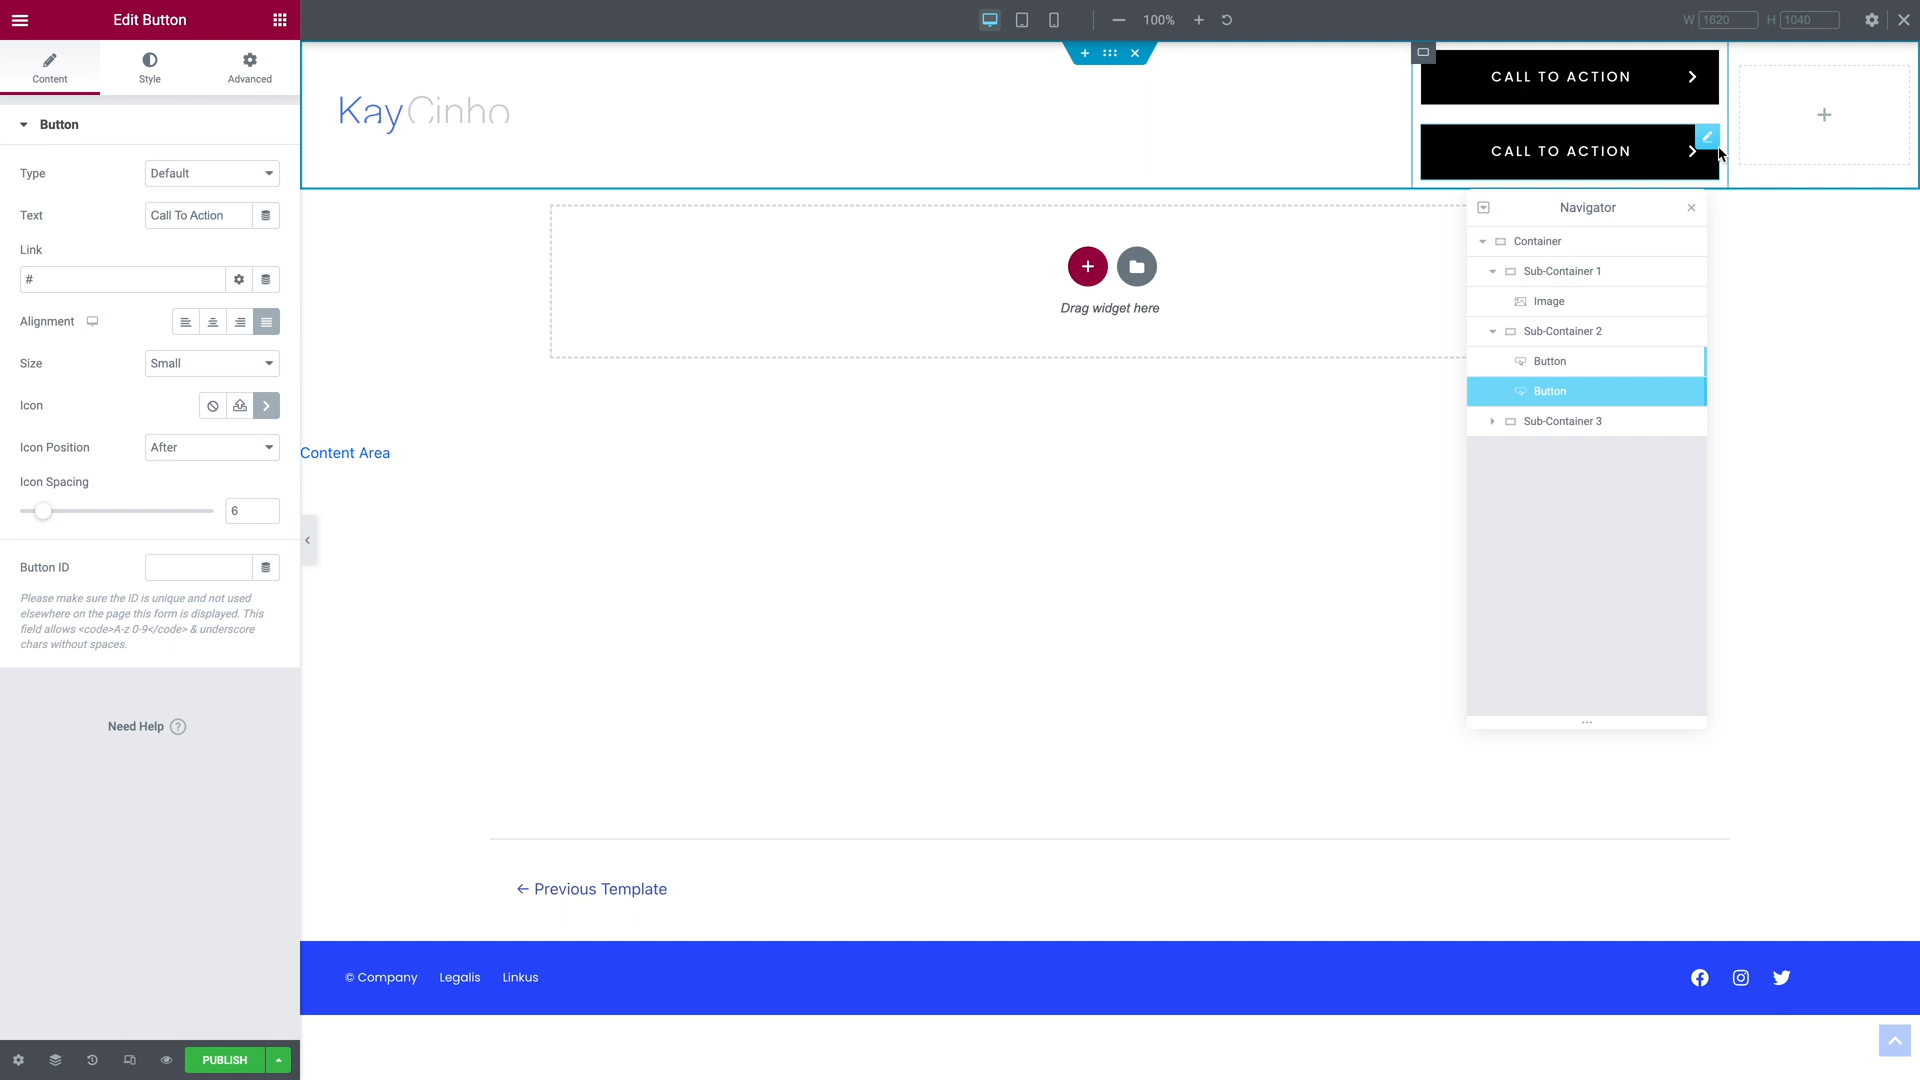 Edit Button
100%
W 1620 H 1040
Content
Style
Advanced
Button
Type
Default
Text
Call To Action
Link
#
Alignment
Size
Small
Icon
Icon Position
After
Icon Spacing
6
Button ID
Please make sure the ID is unique and not used
elsewhere on the page this form is displayed. This
field allows <code>A-z 0-9</code> & underscore
chars without spaces.
Need Help ?
PUBLISH
KayCinho
CALL TO ACTION
CALL TO ACTION
Drag widget here
Navigator
Container
Sub-Container 1
Image
Sub-Container 2
Button
Button
Sub-Container 3
Content Area
← Previous Template
© Company Legalis Linkus